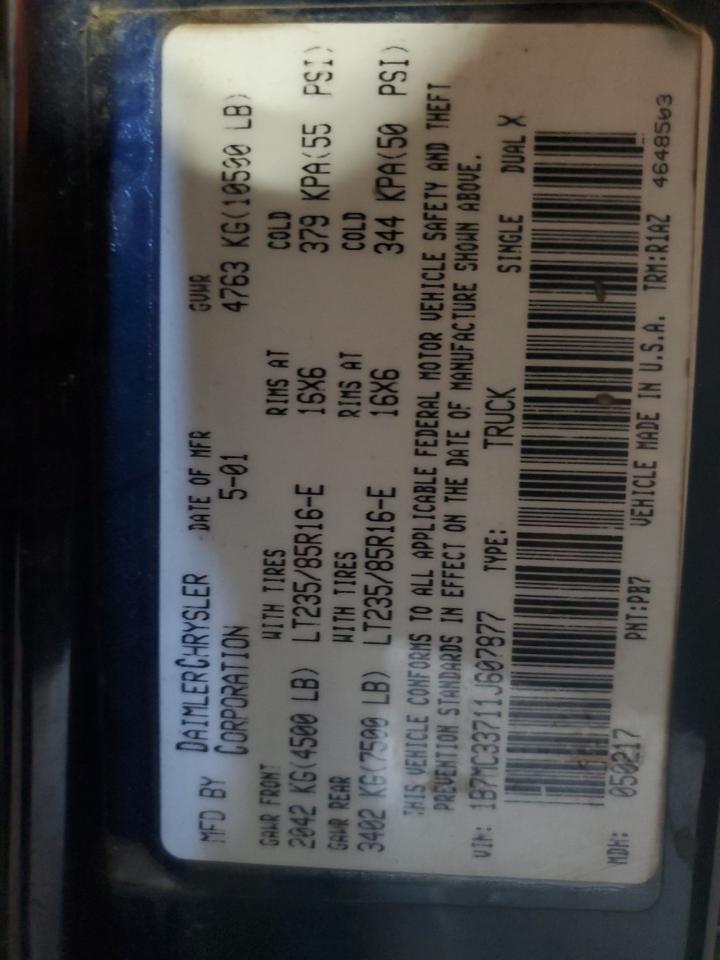 MFD BY DAIMLERCHRYSLER DATE OF MFR GVWR
CORPORATION 5-01 4763 KG(10500 LB)
GAWR FRONT WITH TIRES RIMS AT COLD
2042 KG(4500 LB) LT235/85R16-E 16X6 379 KPA(55 PSI)
GAWR REAR WITH TIRES RIMS AT COLD
3402 KG(7500 LB) LT235/85R16-E 16X6 344 KPA(50 PSI)
THIS VEHICLE CONFORMS TO ALL APPLICABLE FEDERAL MOTOR VEHICLE SAFETY AND THEFT
PREVENTION STANDARDS IN EFFECT ON THE DATE OF MANUFACTURE SHOWN ABOVE.
VIN: 1B7MC33711J607877 TYPE: TRUCK SINGLE DUAL X
MDH: 050217 PNT:PB7 VEHICLE MADE IN U.S.A. TRM:R1AZ 4648503